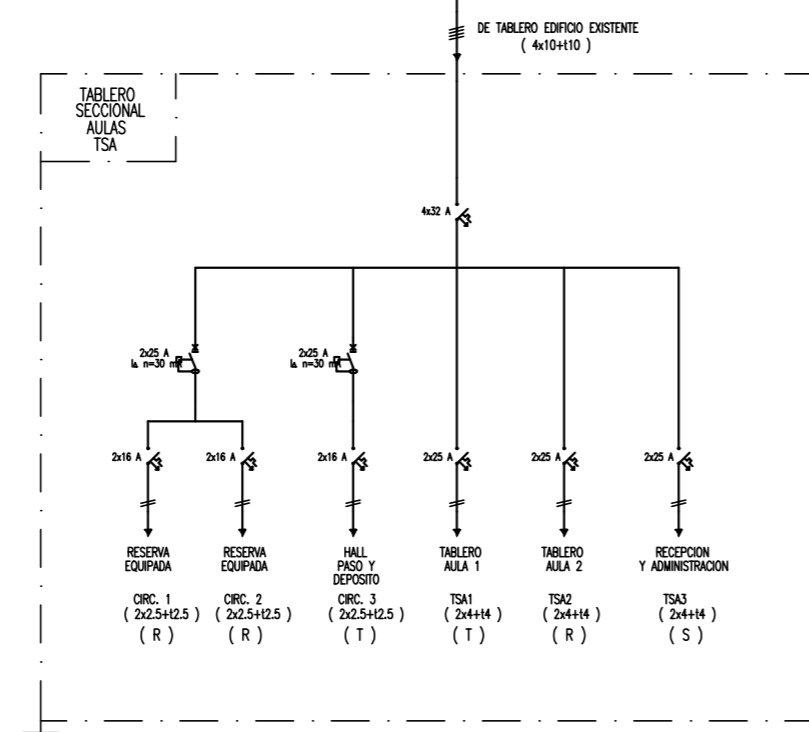 DE TABLERO EDIFICIO EXISTENTE
( 4x10+t10 )
TABLERO
SECCIONAL
AULAS
TSA
4x32 A
2x25 A
I▵ n=30 mA
2x25 A
I▵ n=30 mA
2x16 A
2x16 A
2x16 A
2x25 A
2x25 A
2x25 A
RESERVA
EQUIPADA
CIRC. 1
( 2x2.5+t2.5 )
( R )
RESERVA
EQUIPADA
CIRC. 2
( 2x2.5+t2.5 )
( R )
HALL
PASO Y
DEPOSITO
CIRC. 3
( 2x2.5+t2.5 )
( T )
TABLERO
AULA 1
TSA1
( 2x4+t4 )
( T )
TABLERO
AULA 2
TSA2
( 2x4+t4 )
( R )
RECEPCION
Y ADMINISTRACION
TSA3
( 2x4+t4 )
( S )